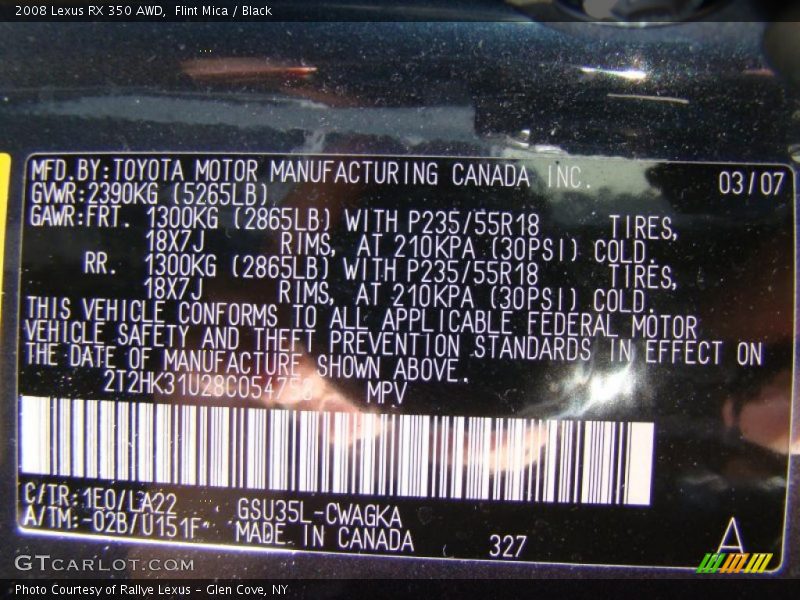 2008 Lexus RX 350 AWD, Flint Mica / Black
MFD.BY:TOYOTA MOTOR MANUFACTURING CANADA INC. 03/07
GVWR:2390KG (5265LB)
GAWR:FRT. 1300KG (2865LB) WITH P235/55R18 TIRES,
18X7J RIMS, AT 210KPA (30PSI) COLD.
RR. 1300KG (2865LB) WITH P235/55R18 TIRES,
18X7J RIMS, AT 210KPA (30PSI) COLD.
THIS VEHICLE CONFORMS TO ALL APPLICABLE FEDERAL MOTOR
VEHICLE SAFETY AND THEFT PREVENTION STANDARDS IN EFFECT ON
THE DATE OF MANUFACTURE SHOWN ABOVE.
MPV
C/TR:1E0/LA22 GSU35L-CWAGKA
A/TM:-02B/U151F MADE IN CANADA 327
A
GTCARLOT.COM
Photo Courtesy of Rallye Lexus - Glen Cove, NY